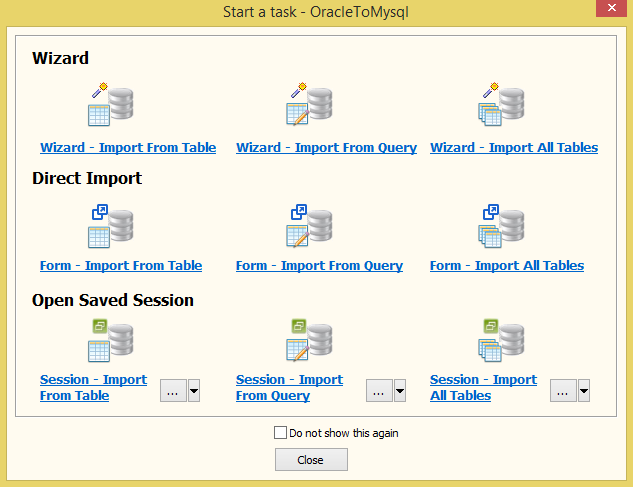 Start a task - OracleToMysql
Wizard
Wizard - Import From Table
Wizard - Import From Query
Wizard - Import All Tables
Direct Import
Form - Import From Table
Form - Import From Query
Form - Import All Tables
Open Saved Session
Session - Import
From Table
...
Session - Import
From Query
...
Session - Import
All Tables
...
Do not show this again
Close